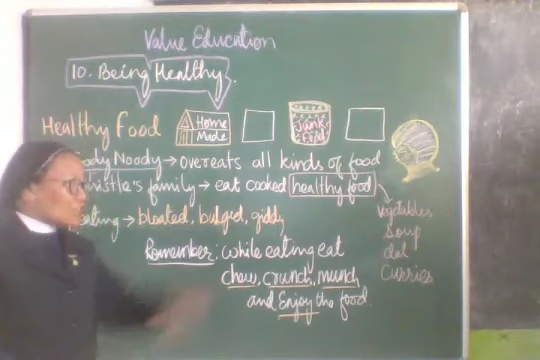 Value Education
10. Being Healthy.
Healthy Food
Home
Made
Junk
Food
Noody → overeats all kinds of food
family → eat cooked healthy food
Vegetables
Soup
dal
Curries
→ bloated, bulged, giddy
Remember: while eating eat
chew, crunch, munch
and Enjoy the food.